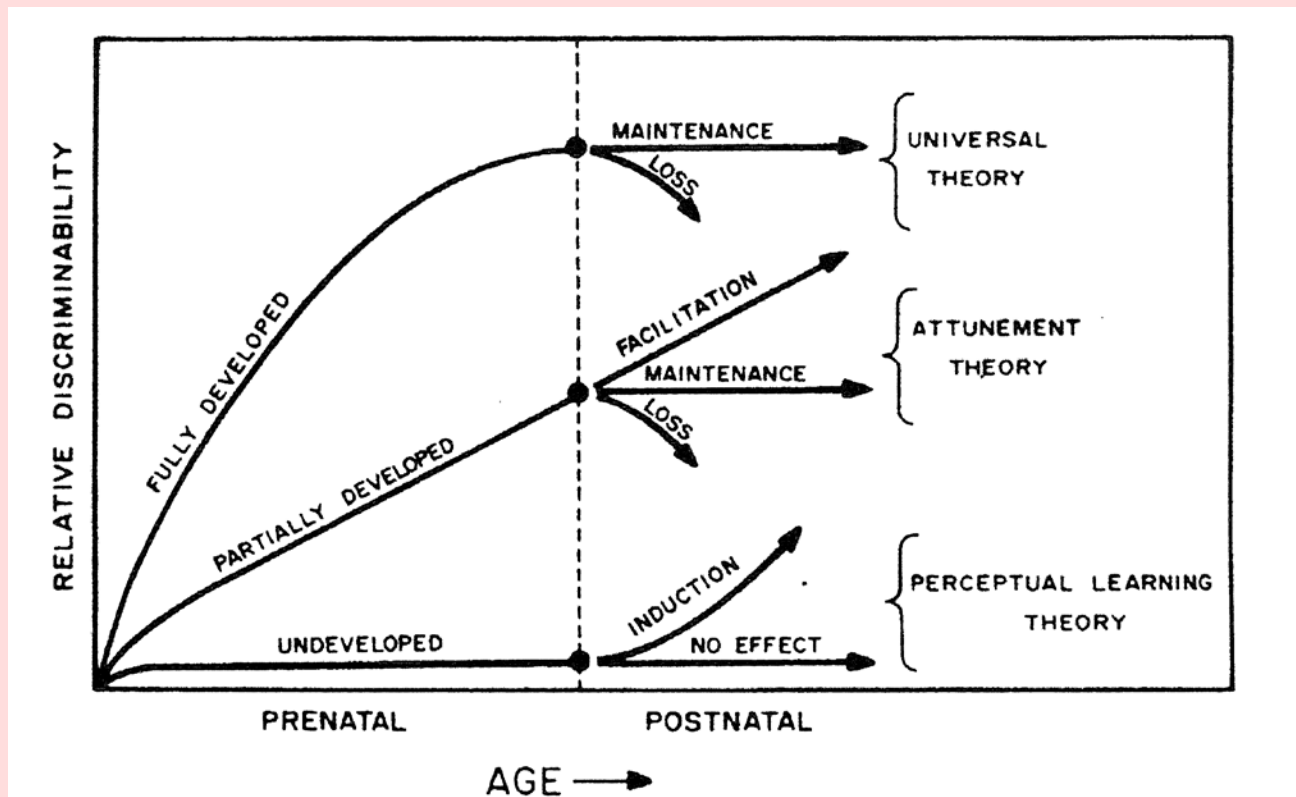 RELATIVE DISCRIMINABILITY
FULLY DEVELOPED
PARTIALLY DEVELOPED
UNDEVELOPED
MAINTENANCE
LOSS
UNIVERSAL
THEORY
FACILITATION
MAINTENANCE
LOSS
ATTUNEMENT
THEORY
INDUCTION
NO EFFECT
PERCEPTUAL LEARNING
THEORY
PRENATAL
POSTNATAL
AGE